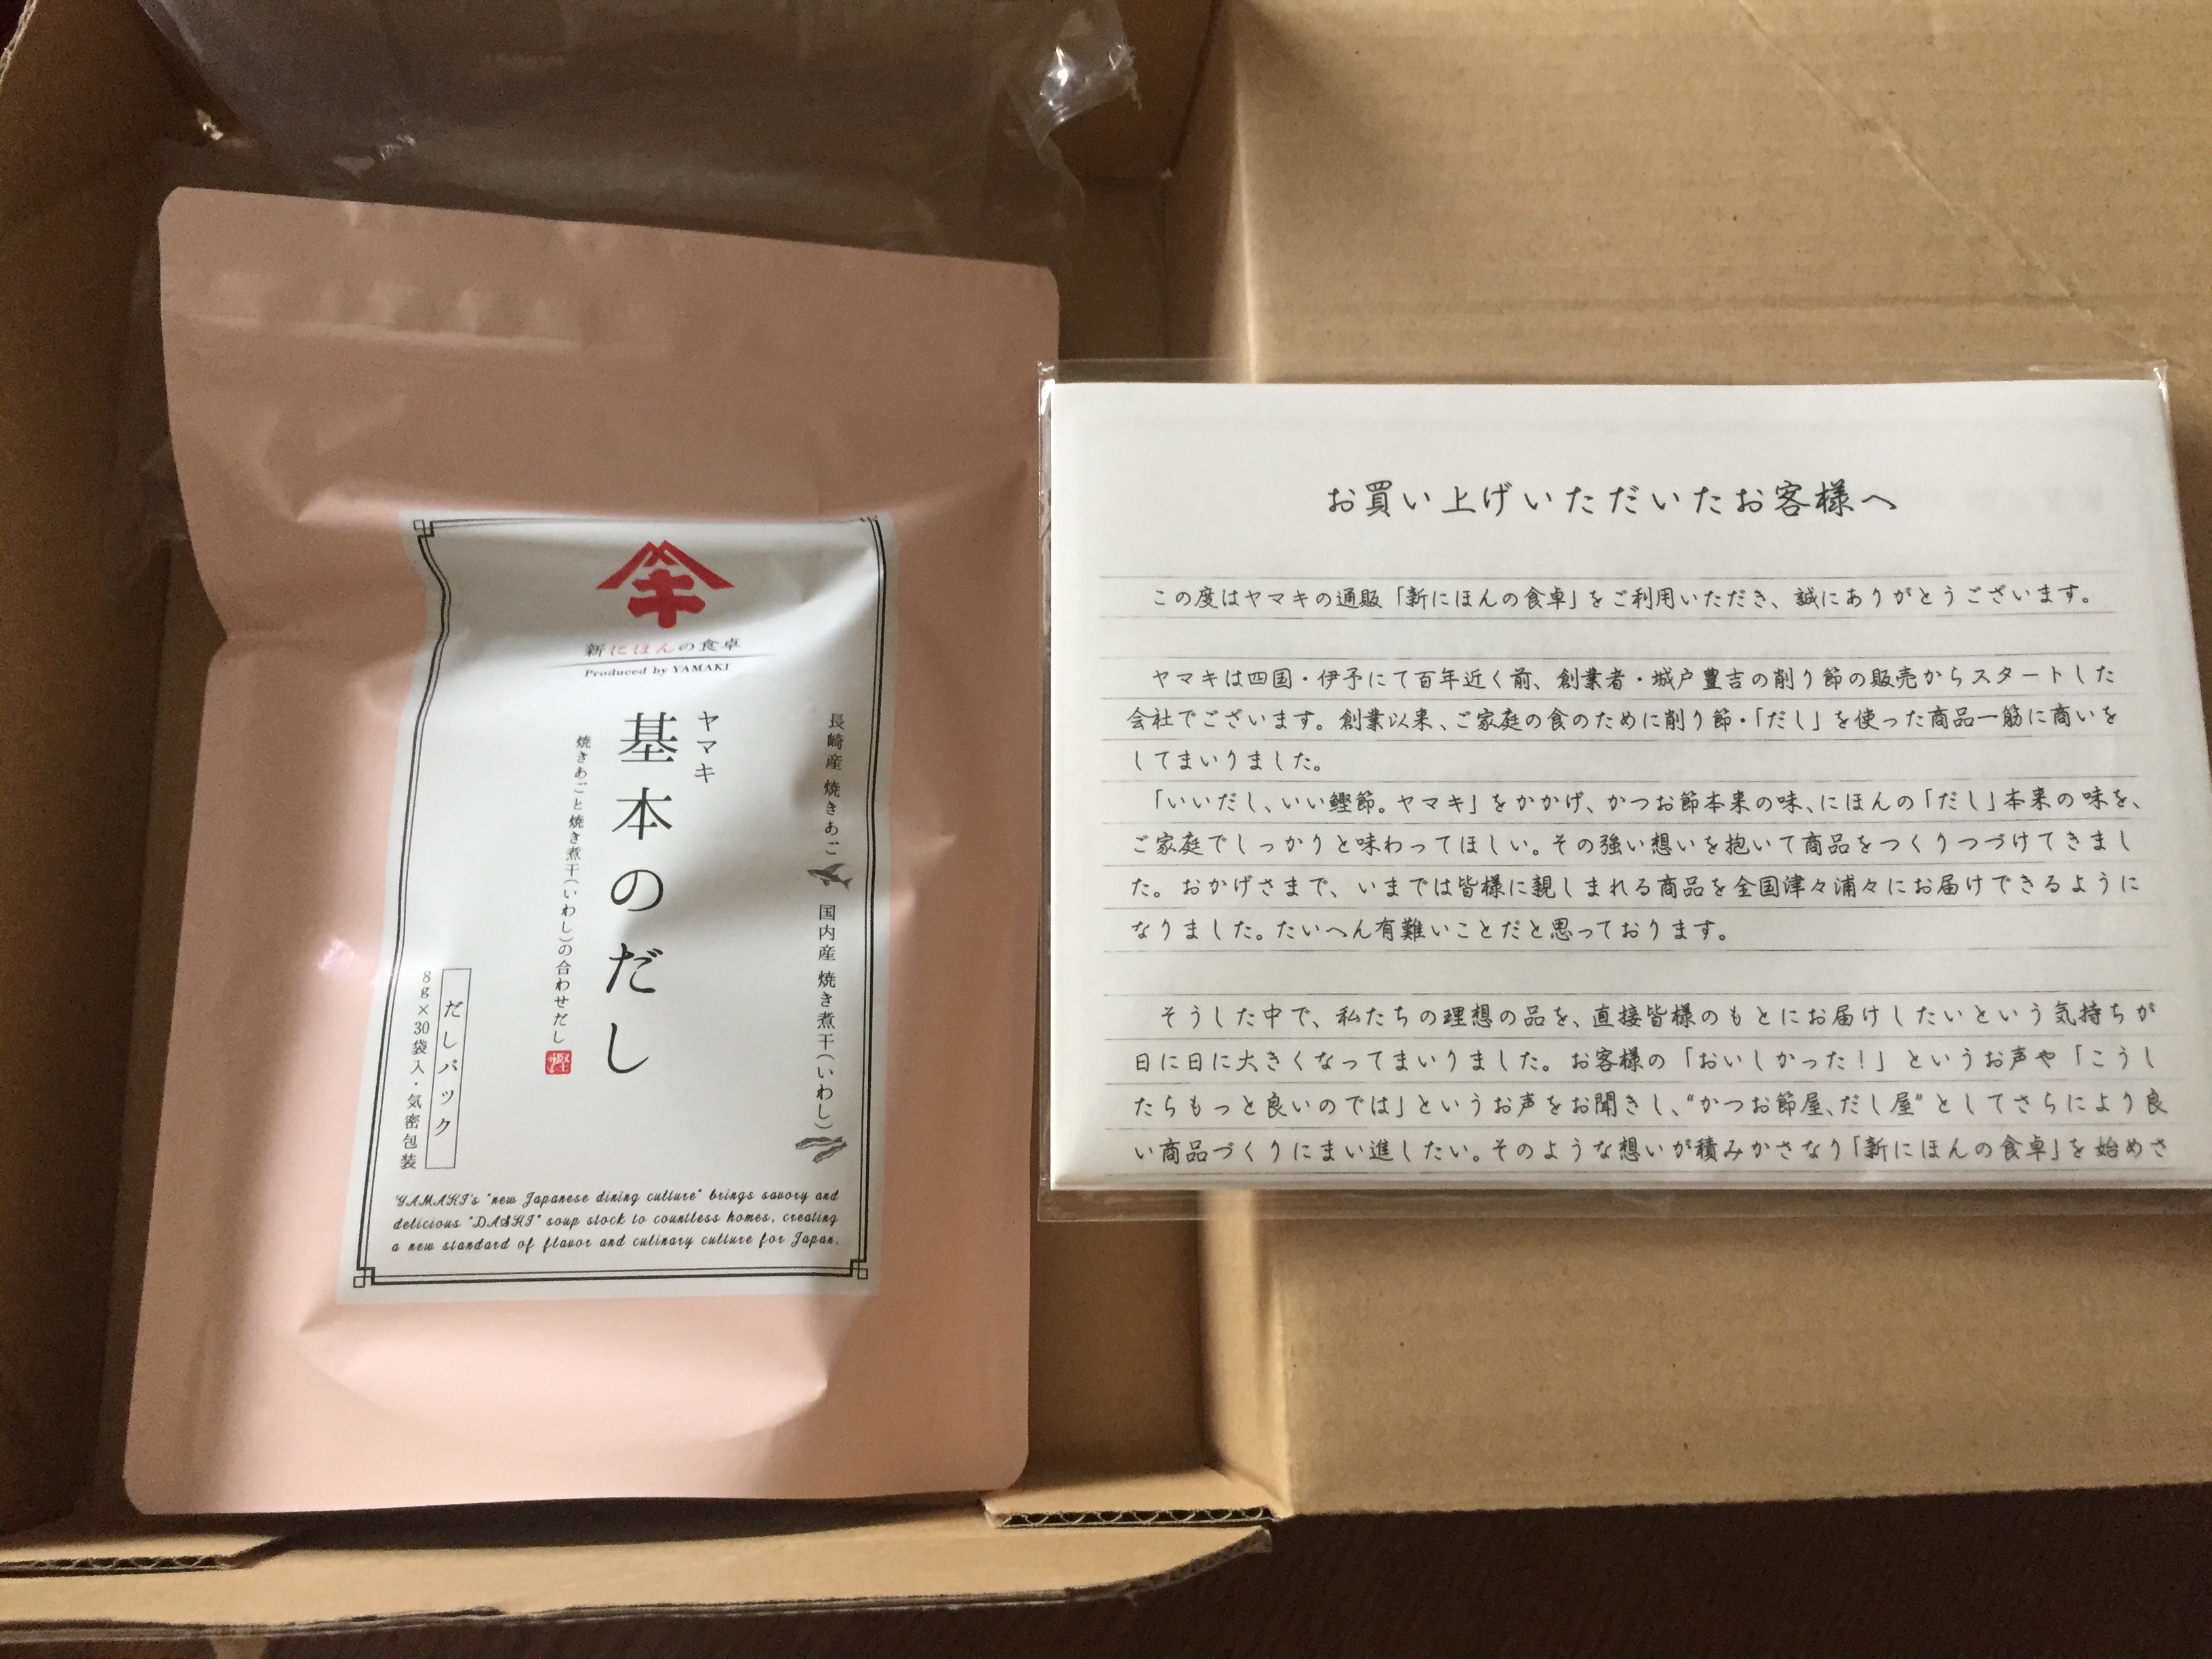 新にほんの食卓
Produced by YAMAKI
長崎産 焼きあご 国内産 焼き煮干(いわし)
ヤマキ
基本のだし
焼きあごと焼き煮干(いわし)の合わせだし
だしパック
8g×30袋入・気密包装
YAMAKI's "new Japanese dining culture" brings savory and
delicious "DASHI" soup stock to countless homes, creating
a new standard of flavor and culinary culture for Japan.
お買い上げいただいたお客様へ
この度はヤマキの通販「新にほんの食卓」をご利用いただき、誠にありがとうございます。
ヤマキは四国・伊予にて百年近く前、創業者・城戸豊吉の削り節の販売からスタートした
会社でございます。創業以来、ご家庭の食のために削り節・「だし」を使った商品一筋に商いを
してまいりました。
「いいだし、いい鰹節。ヤマキ」をかかげ、かつお節本来の味、にほんの「だし」本来の味を、
ご家庭でしっかりと味わってほしい。その強い想いを抱いて商品をつくりつづけてきまし
た。おかげさまで、いまでは皆様に親しまれる商品を全国津々浦々にお届けできるように
なりました。たいへん有難いことだと思っております。
そうした中で、私たちの理想の品を、直接皆様のもとにお届けしたいという気持ちが
日に日に大きくなってまいりました。お客様の「おいしかった!」というお声や「こうし
たらもっと良いのでは」というお声をお聞きし、“かつお節屋、だし屋”としてさらにより良
い商品づくりにまい進したい。そのような想いが積みかさなり「新にほんの食卓」を始めさ